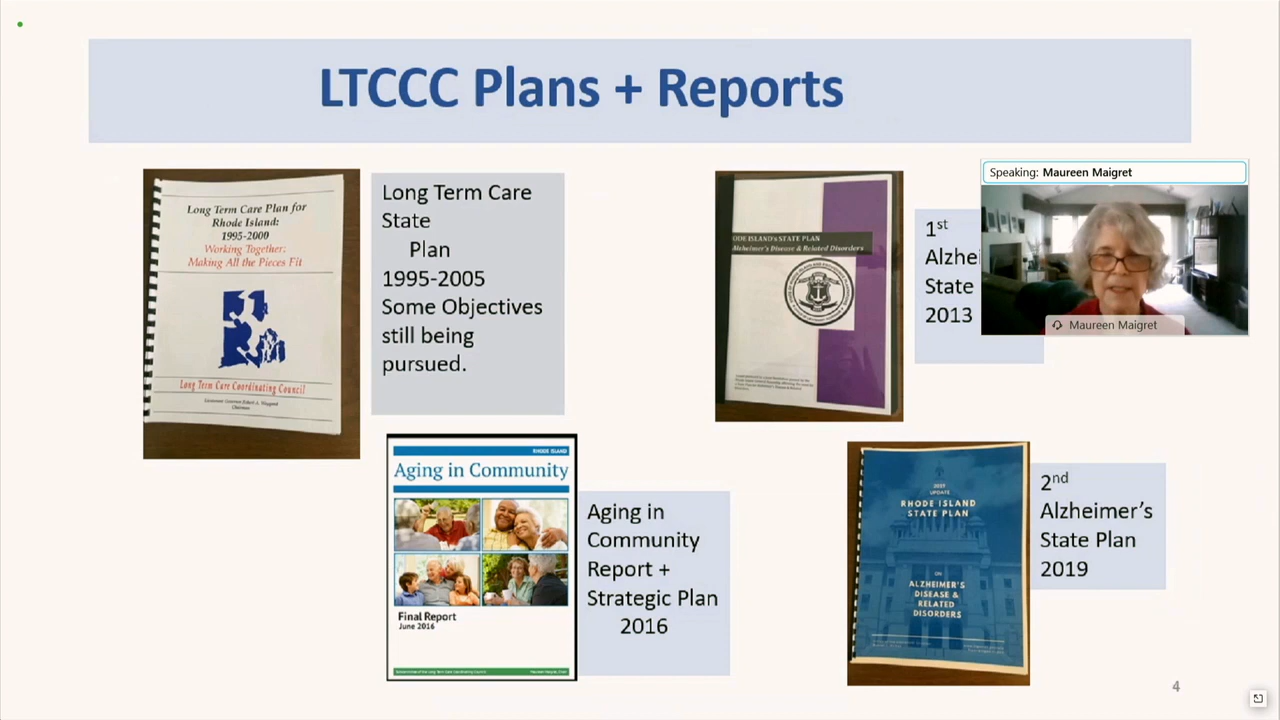 LTCCC Plans + Reports
Long Term Care Plan for
Rhode Island:
1995-2000
Working Together:
Making All the Pieces Fit
Long Term Care Coordinating Council
Chairman
Long Term Care
State
Plan
1995-2005
Some Objectives
still being
pursued.
ODE ISLAND'S STATE PLAN
Alzheimer's Disease & Related Disorders
1st
Alzhei
State
2013
Speaking: Maureen Maigret
Maureen Maigret
RHODE ISLAND
Aging in Community
Final Report
June 2016
Aging in
Community
Report +
Strategic Plan
2016
UPDATE
RHODE ISLAND
STATE PLAN
ON
ALZHEIMER'S
DISEASE &
RELATED
DISORDERS
2nd
Alzheimer's
State Plan
2019
4